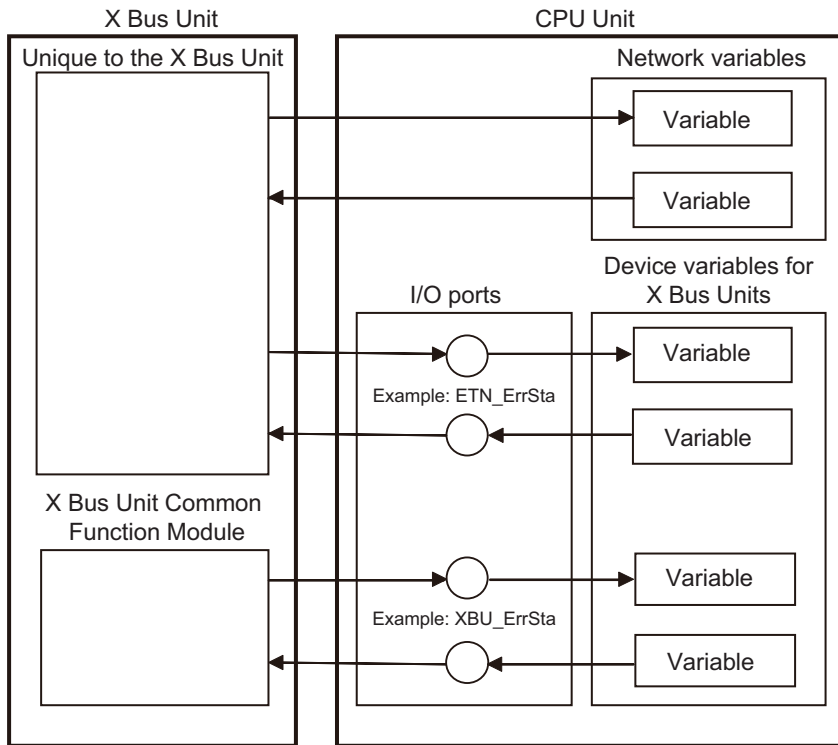 X Bus Unit
Unique to the X Bus Unit
X Bus Unit Common
Function Module
CPU Unit
Network variables
Variable
Variable
Device variables for
X Bus Units
I/O ports
Variable
Example: ETN_ErrSta
Variable
Variable
Example: XBU_ErrSta
Variable